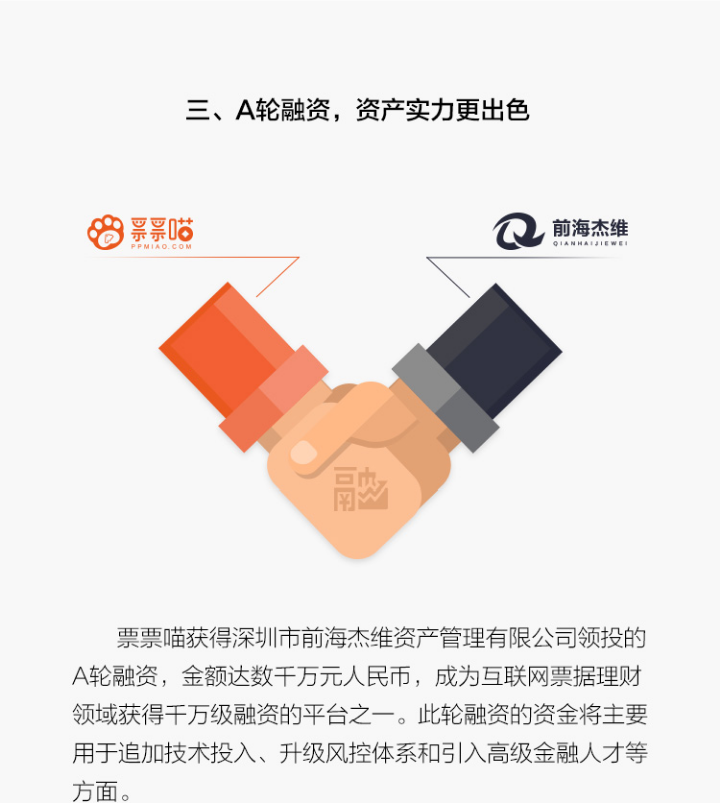 三、A轮融资，资产实力更出色
票票喵
PPMIAO.COM
前海杰维
QIANHAIJIEWEI
融
票票喵获得深圳市前海杰维资产管理有限公司领投的
A轮融资，金额达数千万元人民币，成为互联网票据理财
领域获得千万级融资的平台之一。此轮融资的资金将主要
用于追加技术投入、升级风控体系和引入高级金融人才等
方面。